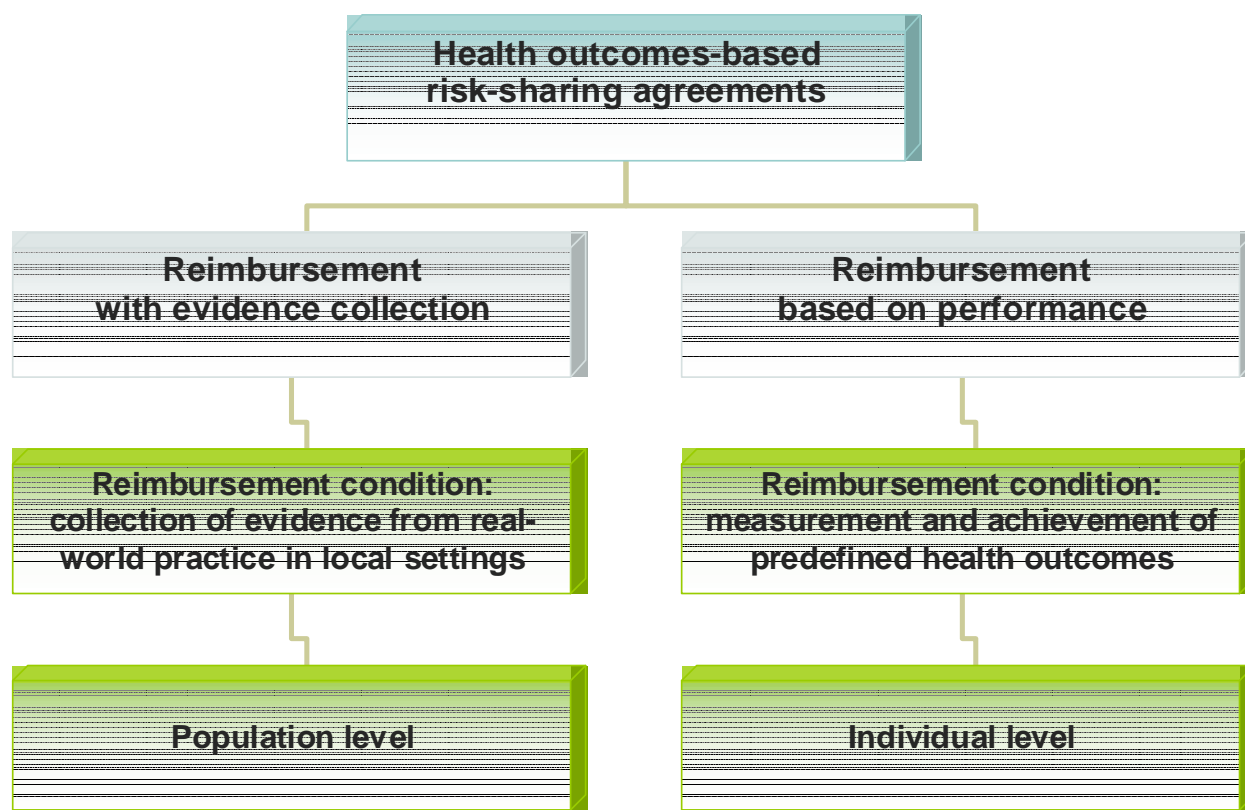 Health outcomes-based
risk-sharing agreements
Reimbursement
with evidence collection
Reimbursement
based on performance
Reimbursement condition:
collection of evidence from real-
world practice in local settings
Reimbursement condition:
measurement and achievement of
predefined health outcomes
Population level
Individual level